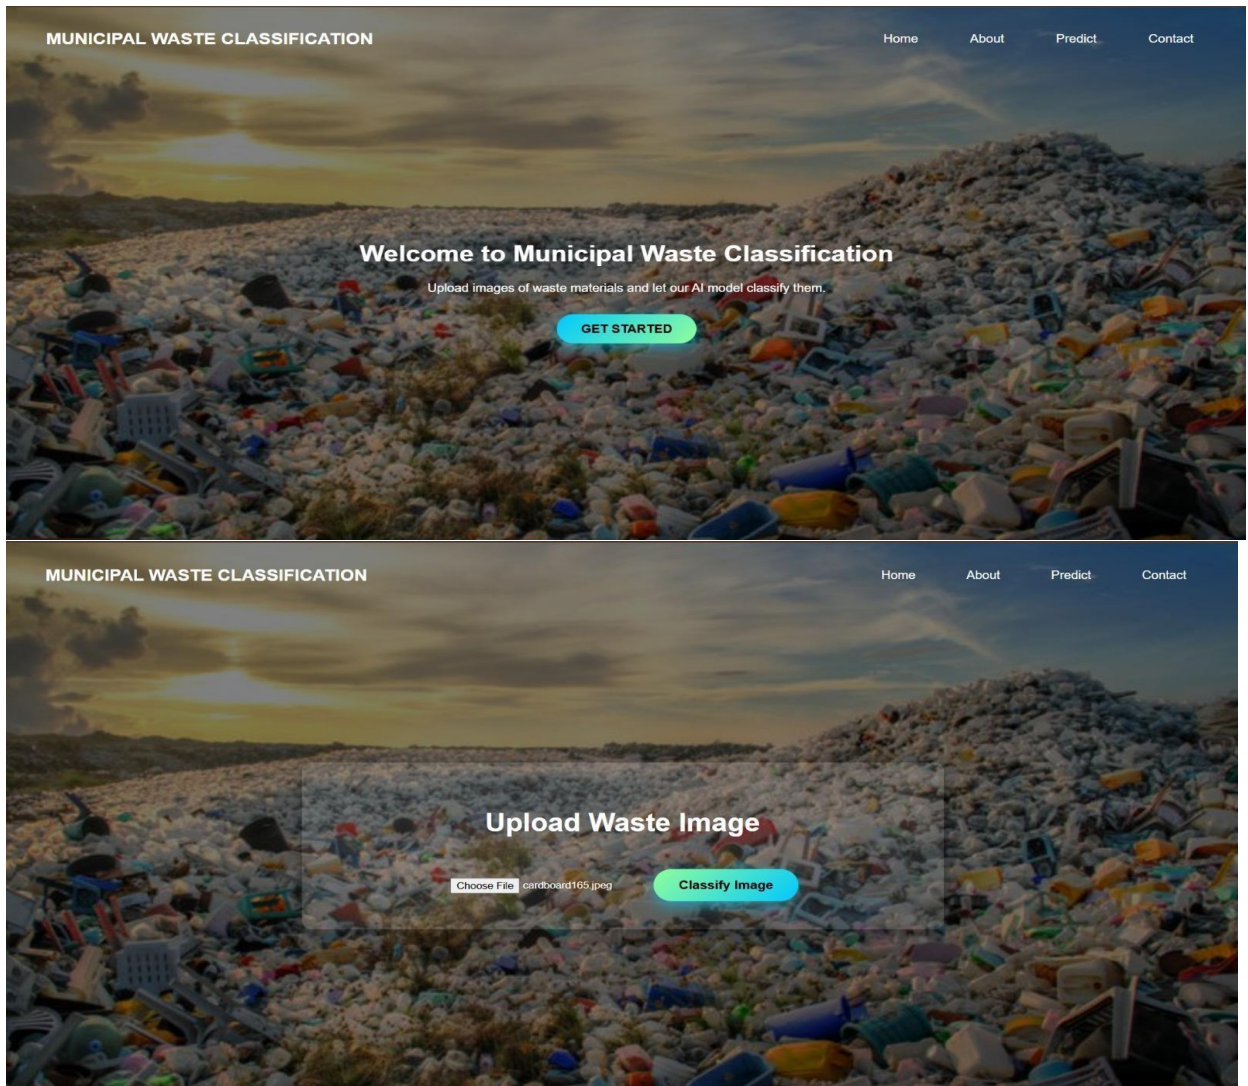 MUNICIPAL WASTE CLASSIFICATION Home About Predict Contact
Welcome to Municipal Waste Classification
Upload images of waste materials and let our AI model classify them.
GET STARTED
MUNICIPAL WASTE CLASSIFICATION Home About Predict Contact
Upload Waste Image
Choose File cardboard165.jpeg Classify Image